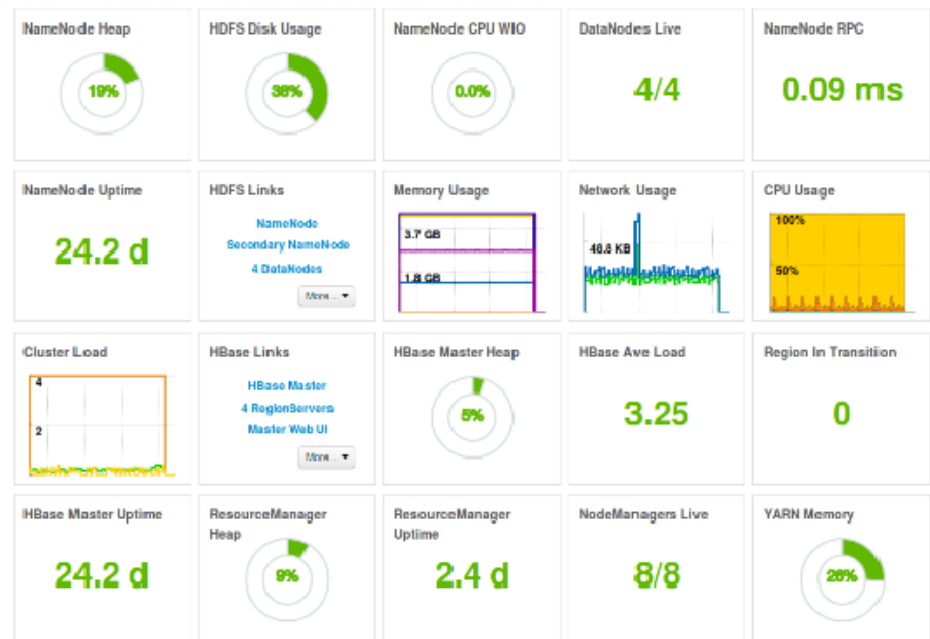 NameNode Heap
19%
HDFS Disk Usage
38%
NameNode CPU WIO
0.0%
DataNodes Live
4/4
NameNode RPC
0.09 ms
NameNode Uptime
24.2 d
HDFS Links
NameNode
Secondary NameNode
4 DataNodes
More...
Memory Usage
3.7 GB
1.8 GB
Network Usage
48.8 KB
CPU Usage
100%
50%
Cluster Load
4
2
HBase Links
HBase Master
4 RegionServers
Master Web UI
More...
HBase Master Heap
5%
HBase Ave Load
3.25
Region In Transition
0
HBase Master Uptime
24.2 d
ResourceManager
Heap
9%
ResourceManager
Uptime
2.4 d
NodeManagers Live
8/8
YARN Memory
26%